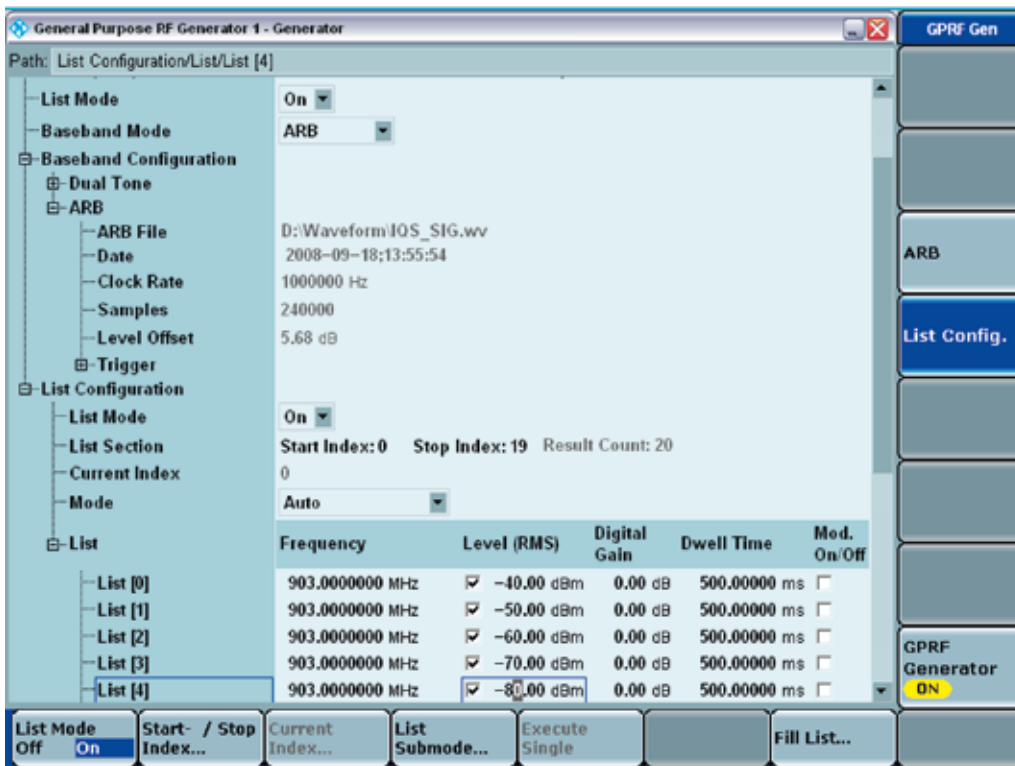 General Purpose RF Generator 1 - Generator
GPRF Gen
Path: List Configuration/List/List [4]
List Mode On
Baseband Mode ARB
Baseband Configuration
Dual Tone
ARB
ARB File D:\Waveform\IQS_SIG.wv
Date 2008-09-18;13:55:54
Clock Rate 1000000 Hz
Samples 240000
Level Offset 5.68 dB
Trigger
List Configuration
List Mode On
List Section Start Index: 0 Stop Index: 19 Result Count: 20
Current Index 0
Mode Auto
List Frequency Level (RMS) Digital Gain Dwell Time Mod. On/Off
List [0] 903.0000000 MHz -40.00 dBm 0.00 dB 500.00000 ms
List [1] 903.0000000 MHz -50.00 dBm 0.00 dB 500.00000 ms
List [2] 903.0000000 MHz -60.00 dBm 0.00 dB 500.00000 ms
List [3] 903.0000000 MHz -70.00 dBm 0.00 dB 500.00000 ms
List [4] 903.0000000 MHz -80.00 dBm 0.00 dB 500.00000 ms
ARB
List Config.
GPRF
Generator
ON
List Mode
Off On
Start- / Stop
Index...
Current
Index...
List
Submode...
Execute
Single
Fill List...